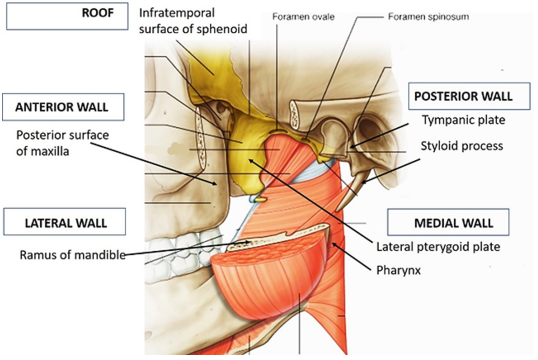 ROOF
Infratemporal
surface of sphenoid
Foramen ovale
Foramen spinosum
ANTERIOR WALL
Posterior surface
of maxilla
POSTERIOR WALL
Tympanic plate
Styloid process
LATERAL WALL
Ramus of mandible
MEDIAL WALL
Lateral pterygoid plate
Pharynx